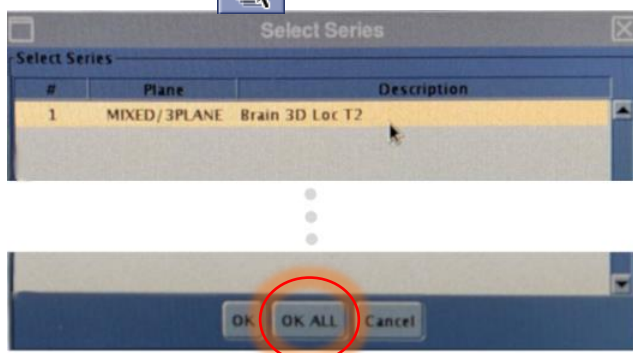 Select Series
Select Series
# Plane Description
1 MIXED/3PLANE Brain 3D Loc T2
OK OK ALL Cancel